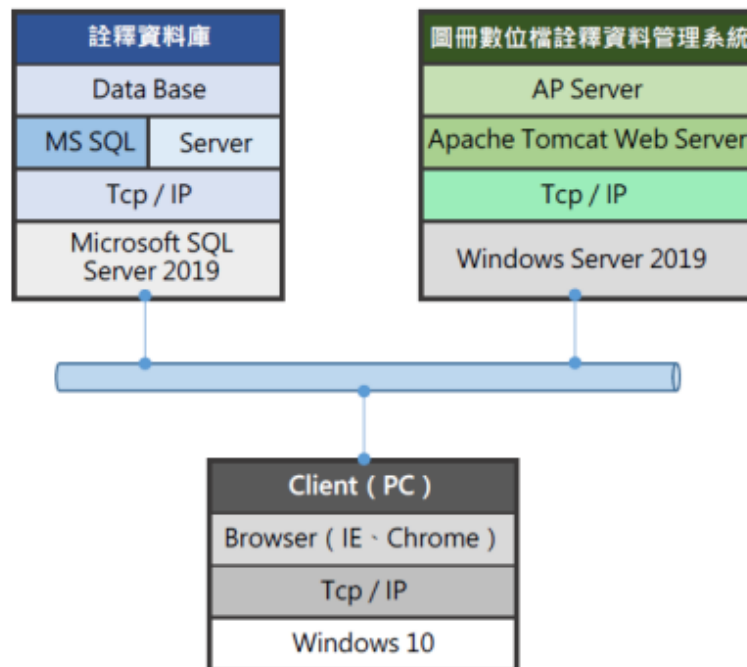 詮釋資料庫
Data Base
MS SQL
Server
Tcp / IP
Microsoft SQL
Server 2019
圖冊數位檔詮釋資料管理系統
AP Server
Apache Tomcat Web Server
Tcp / IP
Windows Server 2019
Client ( PC )
Browser ( IE、Chrome )
Tcp / IP
Windows 10